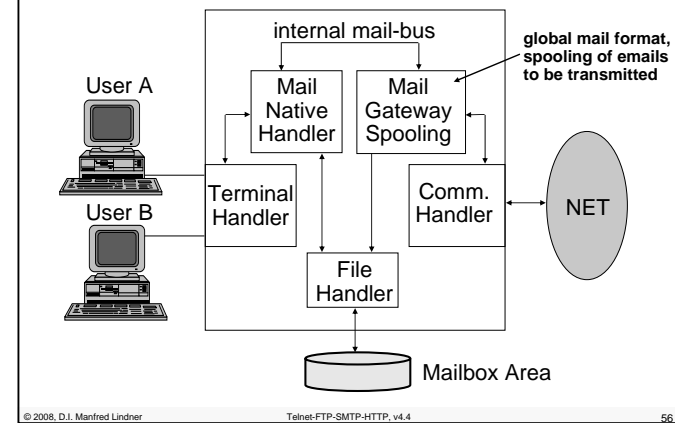 internal mail-bus
global mail format,
spooling of emails
to be transmitted
User A
Mail
Native
Handler
Mail
Gateway
Spooling
Terminal
Handler
User B
Comm.
Handler
NET
File
Handler
Mailbox Area
© 2008, D.I. Manfred Lindner
Telnet-FTP-SMTP-HTTP, v4.4
56